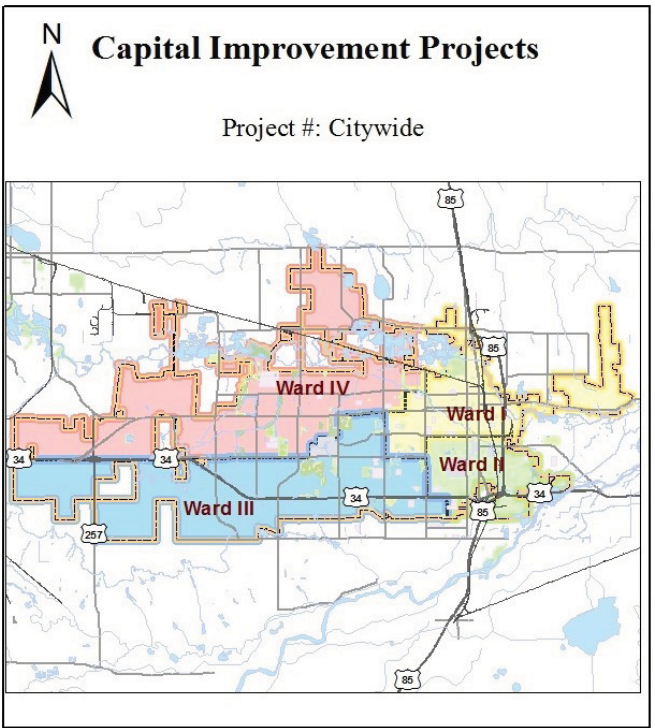 N
Capital Improvement Projects
Project #: Citywide
85
85
Ward IV
Ward I
34
34
Ward II
Ward III
34
34
85
257
85